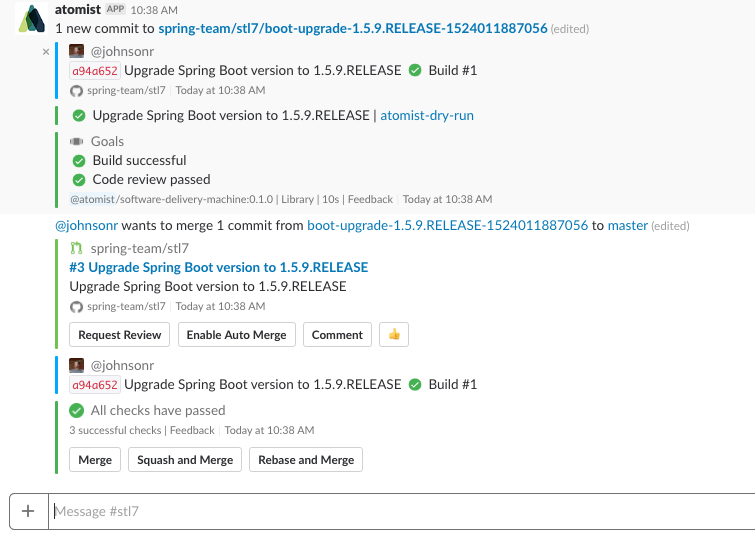 atomist APP 10:38 AM
1 new commit to spring-team/stl7/boot-upgrade-1.5.9.RELEASE-1524011887056 (edited)
@johnsonr
a94a652 Upgrade Spring Boot version to 1.5.9.RELEASE Build #1
spring-team/stl7 | Today at 10:38 AM
Upgrade Spring Boot version to 1.5.9.RELEASE | atomist-dry-run
Goals
Build successful
Code review passed
@atomist/software-delivery-machine:0.1.0 | Library | 10s | Feedback | Today at 10:38 AM
@johnsonr wants to merge 1 commit from boot-upgrade-1.5.9.RELEASE-1524011887056 to master (edited)
spring-team/stl7
#3 Upgrade Spring Boot version to 1.5.9.RELEASE
Upgrade Spring Boot version to 1.5.9.RELEASE
spring-team/stl7 | Today at 10:38 AM
Request Review Enable Auto Merge Comment 👍
@johnsonr
a94a652 Upgrade Spring Boot version to 1.5.9.RELEASE Build #1
All checks have passed
3 successful checks | Feedback | Today at 10:38 AM
Merge Squash and Merge Rebase and Merge
Message #stl7